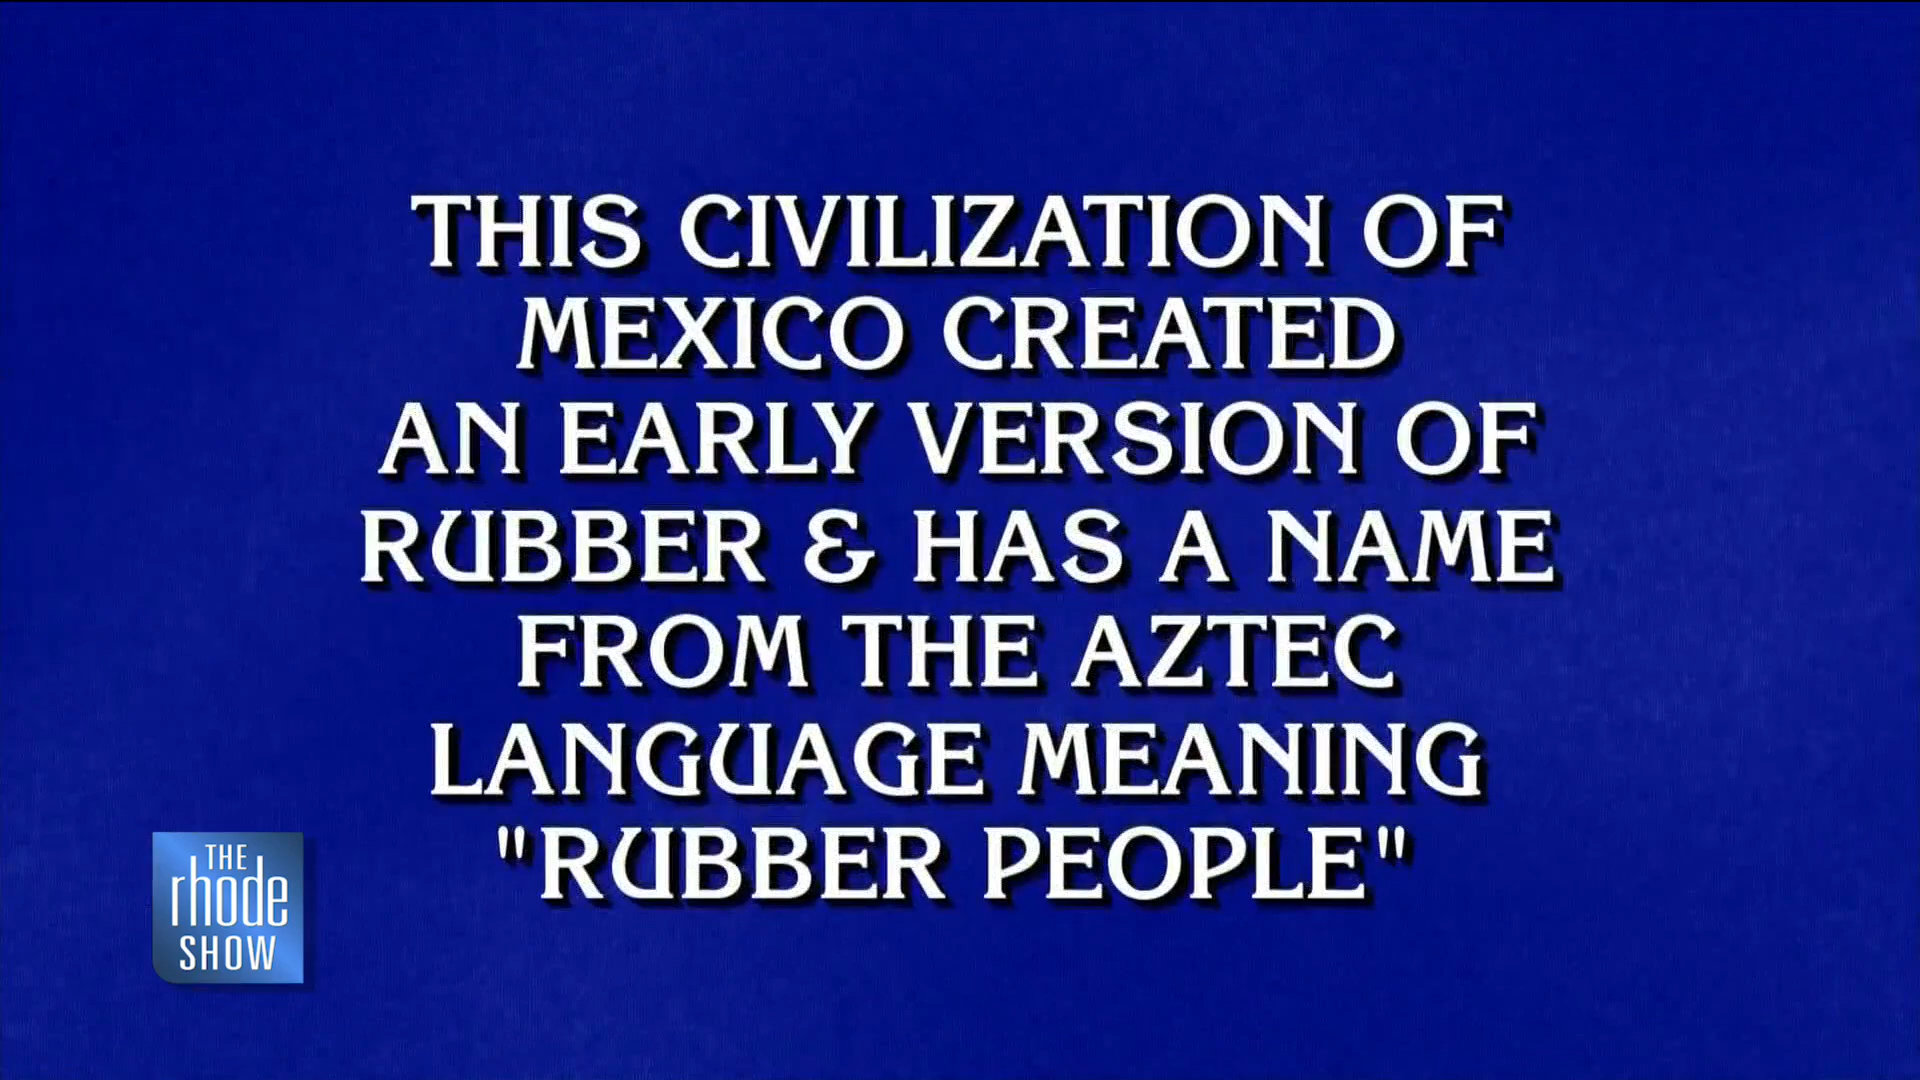 THIS CIVILIZATION OF
MEXICO CREATED
AN EARLY VERSION OF
RUBBER & HAS A NAME
FROM THE AZTEC
LANGUAGE MEANING
"RUBBER PEOPLE"
THE
rhode
SHOW